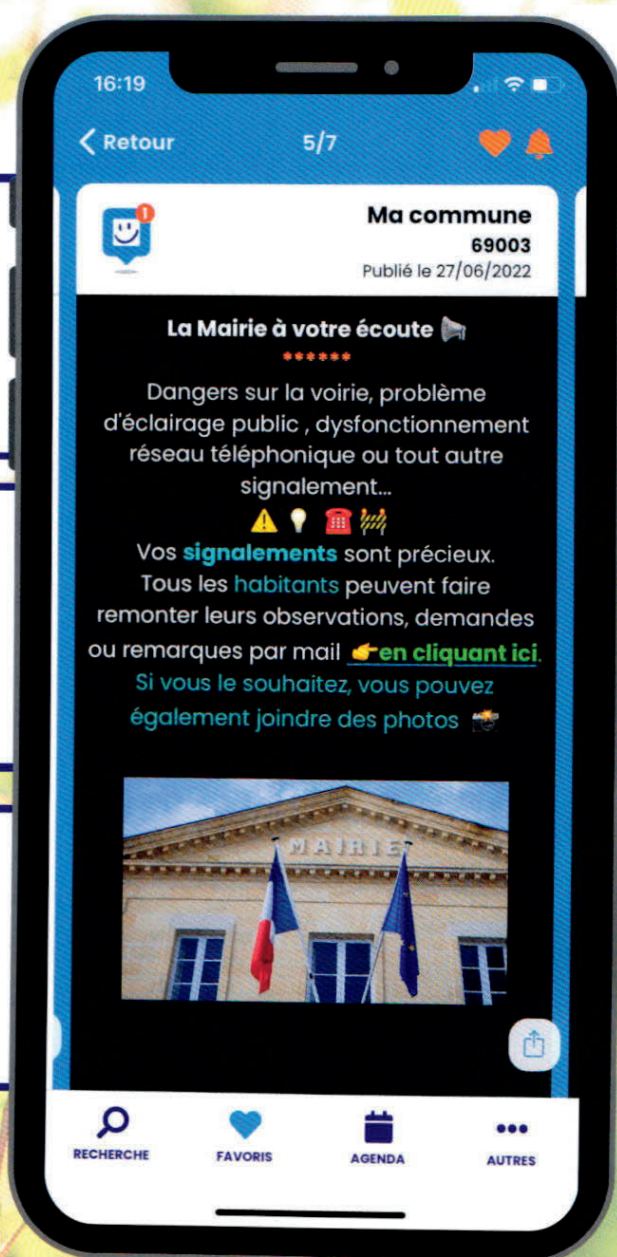 16:19
Retour
5/7
1
Ma commune
69003
Publié le 27/06/2022
La Mairie à votre écoute 📢
******
Dangers sur la voirie, problème
d'éclairage public , dysfonctionnement
réseau téléphonique ou tout autre
signalement...
⚠️ 💡 ☎️ 🚧
Vos signalements sont précieux.
Tous les habitants peuvent faire
remonter leurs observations, demandes
ou remarques par mail 👉en cliquant ici.
Si vous le souhaitez, vous pouvez
également joindre des photos 📸
MAIRIE
RECHERCHE
FAVORIS
AGENDA
AUTRES